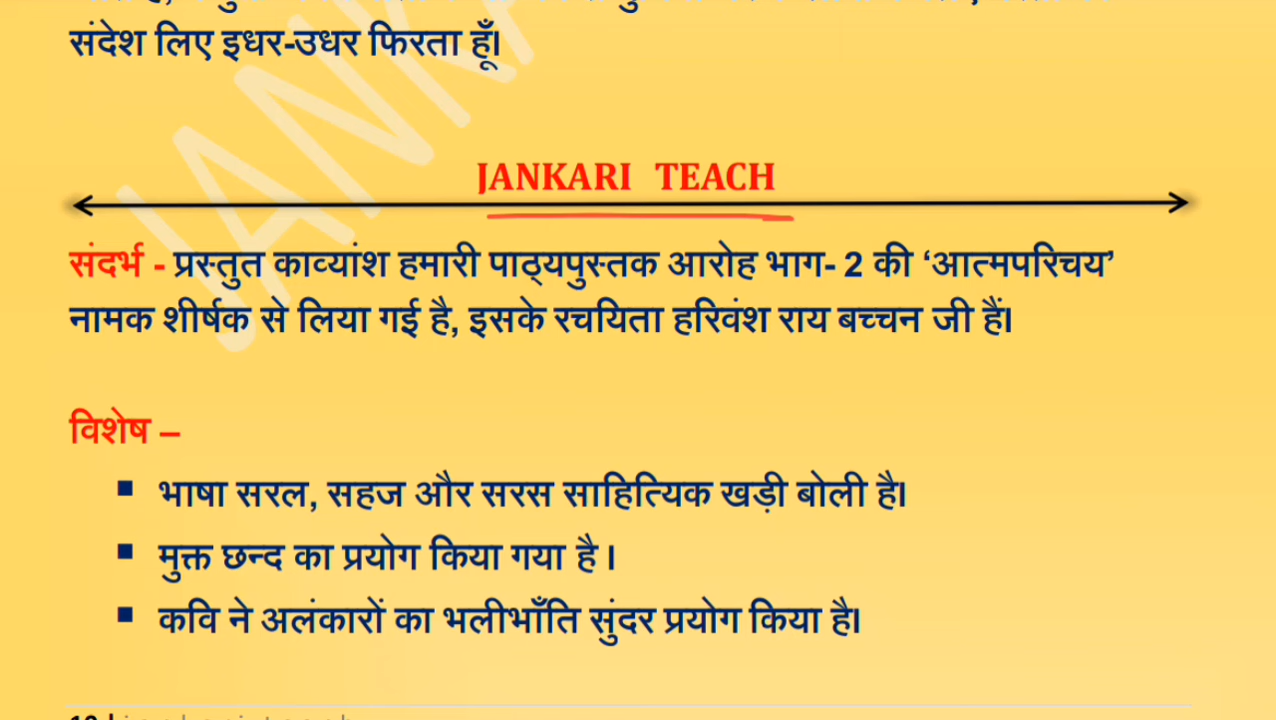 संदेश लिए इधर-उधर फिरता हूँ।
JANKARI TEACH
संदर्भ - प्रस्तुत काव्यांश हमारी पाठ्यपुस्तक आरोह भाग- 2 की ‘आत्मपरिचय’
नामक शीर्षक से लिया गई है, इसके रचयिता हरिवंश राय बच्चन जी हैं।
विशेष –
▪ भाषा सरल, सहज और सरस साहित्यिक खड़ी बोली है।
▪ मुक्त छन्द का प्रयोग किया गया है ।
▪ कवि ने अलंकारों का भलीभाँति सुंदर प्रयोग किया है।